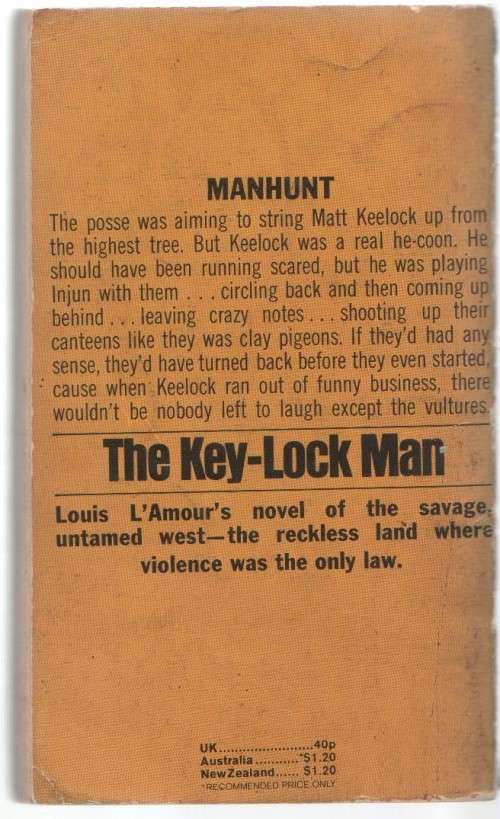 MANHUNT
The posse was aiming to string Matt Keelock up from
the highest tree. But Keelock was a real he-coon. He
should have been running scared, but he was playing
Injun with them . . . circling back and then coming up
behind . . . leaving crazy notes . . . shooting up their
canteens like they was clay pigeons. If they'd had any
sense, they'd have turned back before they even started,
cause when Keelock ran out of funny business, there
wouldn't be nobody left to laugh except the vultures.
The Key-Lock Man
Louis L'Amour's novel of the savage,
untamed west—the reckless land where
violence was the only law.
UK.........................40p
Australia ...........*$1.20
New Zealand...... $1.20
*RECOMMENDED PRICE ONLY